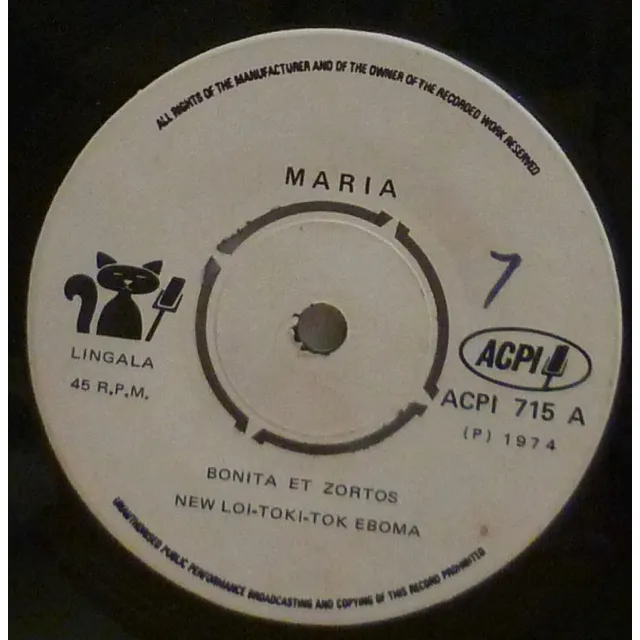 ALL RIGHTS OF THE MANUFACTURER AND OF THE OWNER OF THE RECORDED WORK RESERVED
MARIA
7
LINGALA
45 R.P.M.
ACPI
ACPI 715 A
(P) 1974
BONITA ET ZORTOS
NEW LOI-TOKI-TOK EBOMA
UNAUTHORISED PUBLIC PERFORMANCE BROADCASTING AND COPYING OF THIS RECORD PROHIBITED